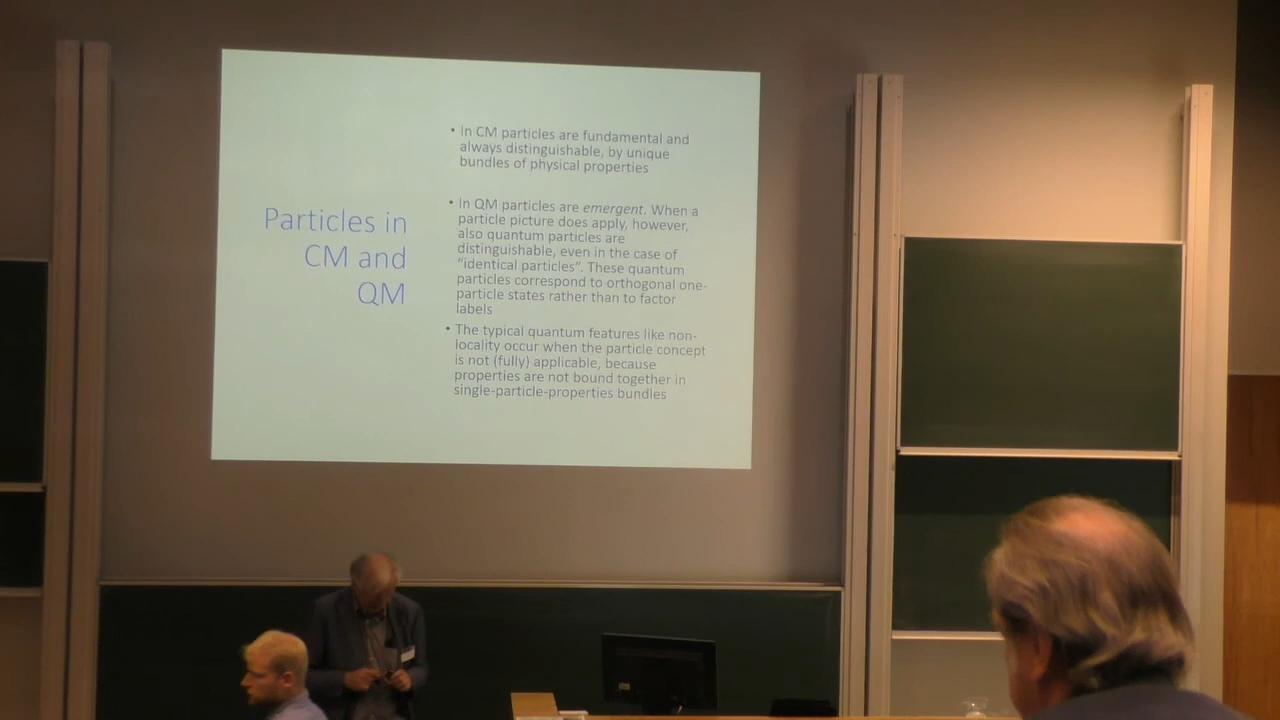 Particles in
CM and
QM
• In CM particles are fundamental and
always distinguishable, by unique
bundles of physical properties
• In QM particles are emergent. When a
particle picture does apply, however,
also quantum particles are
distinguishable, even in the case of
“identical particles”. These quantum
particles correspond to orthogonal one-
particle states rather than to factor
labels
• The typical quantum features like non-
locality occur when the particle concept
is not (fully) applicable, because
properties are not bound together in
single-particle-properties bundles